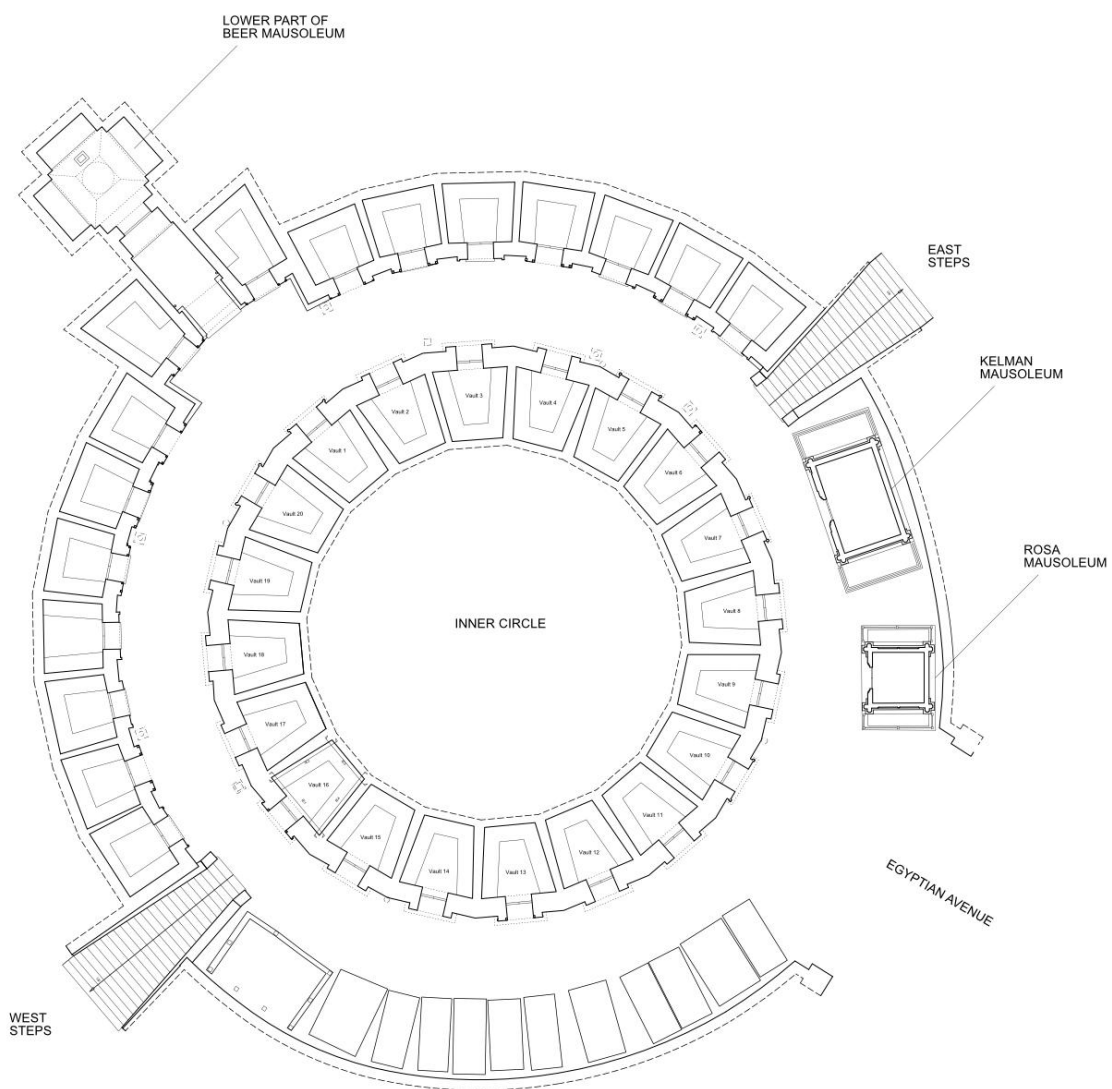 LOWER PART OF
BEER MAUSOLEUM
EAST
STEPS
KELMAN
MAUSOLEUM
ROSA
MAUSOLEUM
INNER CIRCLE
EGYPTIAN AVENUE
WEST
STEPS
Vault 1
Vault 2
Vault 3
Vault 4
Vault 5
Vault 6
Vault 7
Vault 8
Vault 9
Vault 10
Vault 11
Vault 12
Vault 13
Vault 14
Vault 15
Vault 16
Vault 17
Vault 18
Vault 19
Vault 20